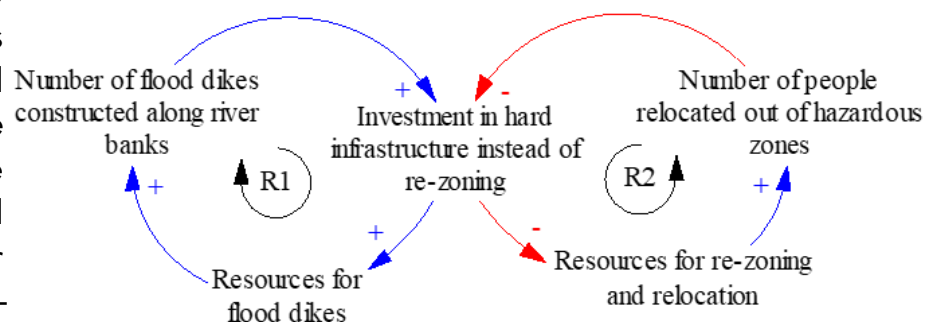 Number of flood dikes
constructed along river
banks
+
Investment in hard
infrastructure instead of
re-zoning
-
Number of people
relocated out of hazardous
zones
R1
R2
+
+
-
+
Resources for
flood dikes
Resources for re-zoning
and relocation